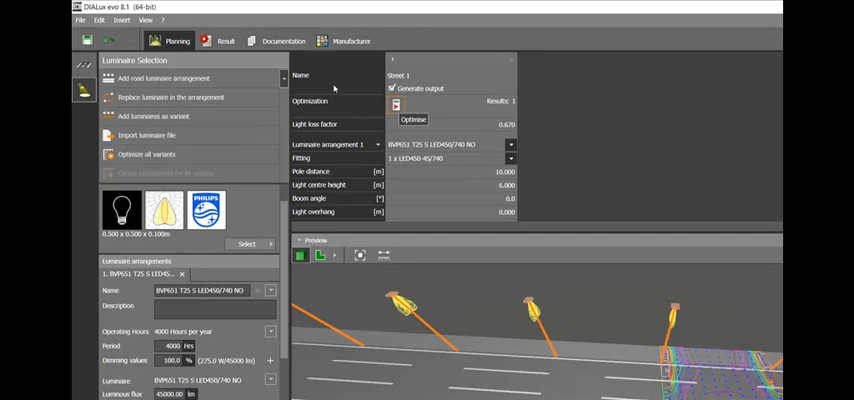 DIALux evo 8.1 (64-bit)
File Edit Insert View ?
Planning Result Documentation Manufacturer
Luminaire Selection
Add road luminaire arrangement
Replace luminaire in the arrangement
Add luminaires as variant
Import luminaire file
Optimize all variants
PHILIPS
0.500 x 0.500 x 0.100m
Select
Luminaire arrangements
1. BVP651 T25 S LED45...
Name BVP651 T25 S LED450/740 NO
Description
Operating Hours 4000 Hours per year
Period 4000 Hrs
Dimming values 100.0 % (275.0 W/45000 lm)
Luminaire BVP651 T25 S LED450/740 NO
Luminous flux 45000.00 lm
Name Street 1
Generate output
Optimization Results: 1
Optimise
Light loss factor 0.670
Luminaire arrangement 1 BVP651 T25 S LED450/740 NO
Fitting 1 x LED450-4S/740
Pole distance [m] 10.000
Light centre height [m] 6.000
Boom angle [°] 0.0
Light overhang [m] 0.000
Preview